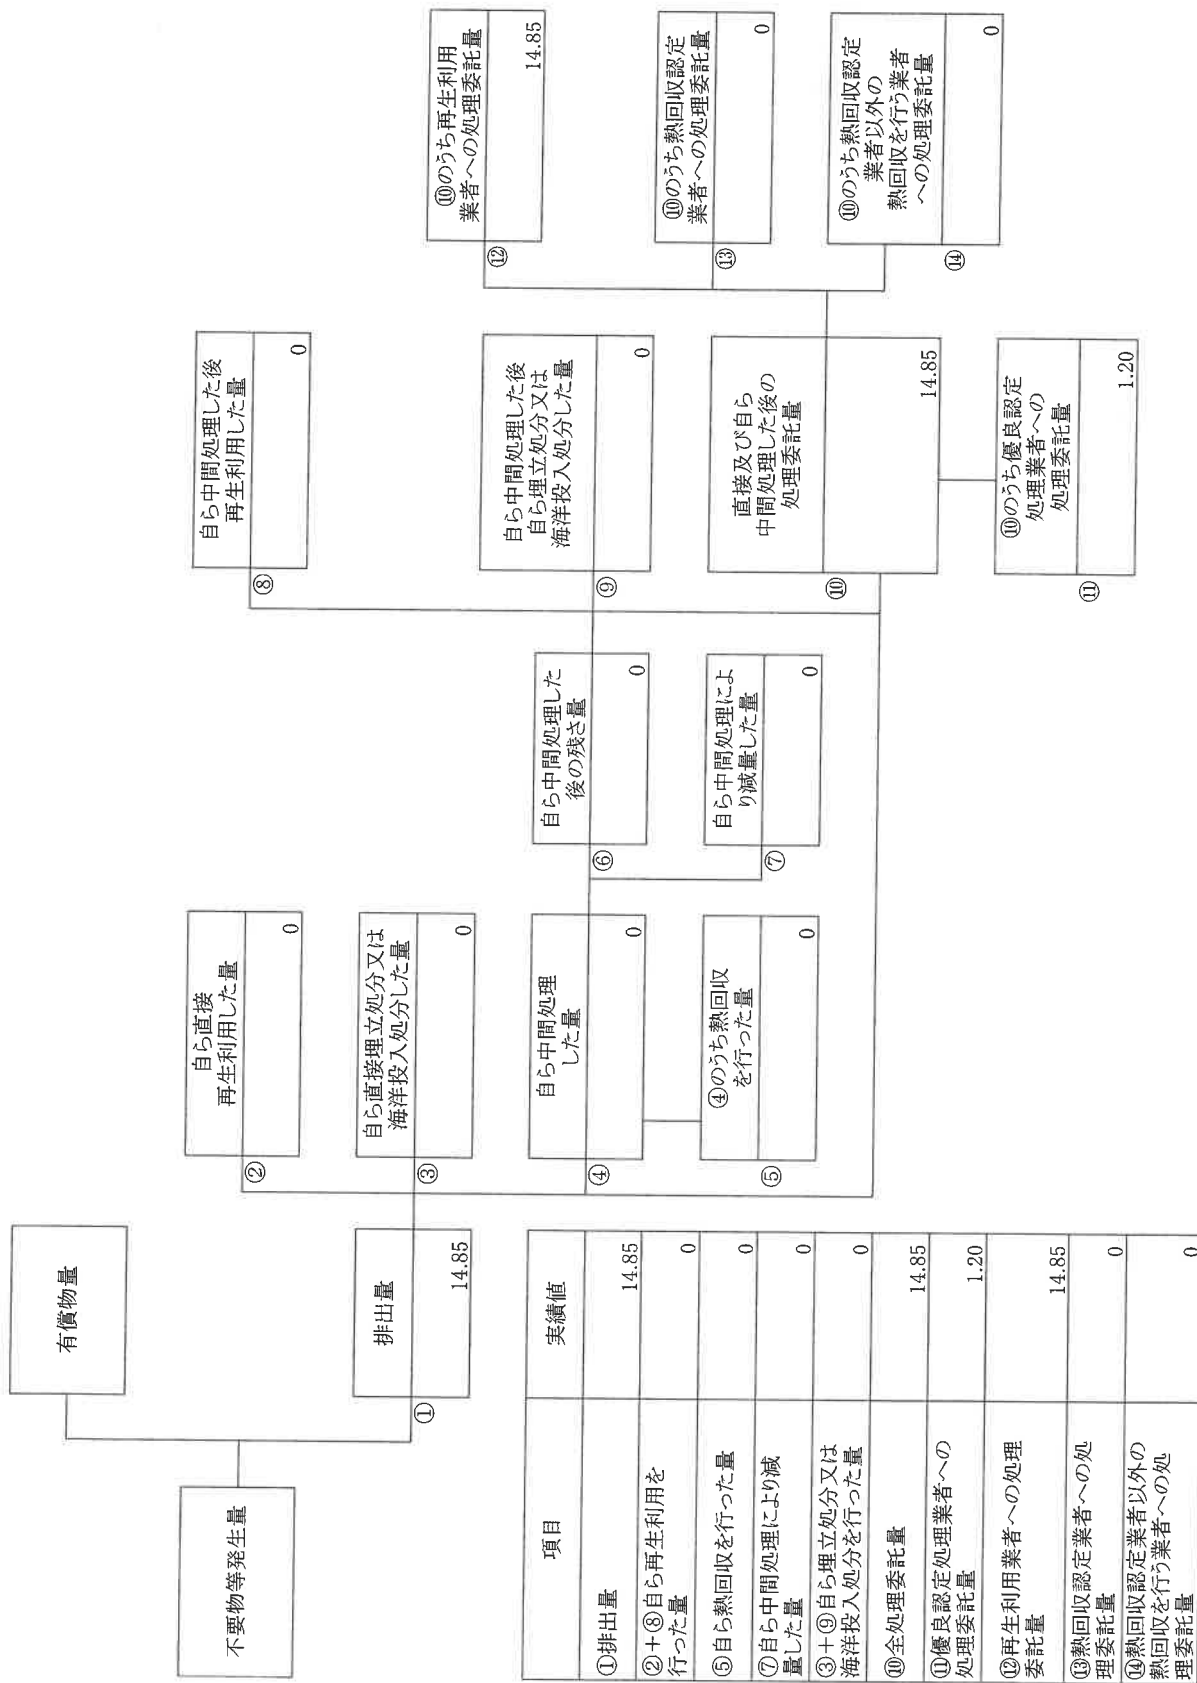 不要物等発生量
有償物量
排出量
①
14.85
自ら直接
再生利用した量
②
0
自ら直接埋立処分又は
海洋投入処分した量
③
0
自ら中間処理
した量
④
0
④のうち熱回収
を行った量
⑤
0
自ら中間処理した
後の残さ量
⑥
0
自ら中間処理によ
り減量した量
⑦
0
自ら中間処理した後
再生利用した量
⑧
0
自ら中間処理した後
自ら埋立処分又は
海洋投入処分した量
⑨
0
直接及び自ら
中間処理した後の
処理委託量
⑩
14.85
⑩のうち優良認定
処理業者への
処理委託量
⑪
1.20
⑩のうち再生利用
業者への処理委託量
⑫
14.85
⑩のうち熱回収認定
業者への処理委託量
⑬
0
⑩のうち熱回収認定
業者以外の
熱回収を行う業者
への処理委託量
⑭
0
項目 実績値
①排出量 14.85
②+⑧自ら再生利用を
行った量 0
⑤自ら熱回収を行った量 0
⑦自ら中間処理により減
量した量 0
③+⑨自ら埋立処分又は
海洋投入処分を行った量 0
⑩全処理委託量 14.85
⑪優良認定処理業者への
処理委託量 1.20
⑫再生利用業者への処理
委託量 14.85
⑬熱回収認定業者への処
理委託量 0
⑭熱回収認定業者以外の
熱回収を行う業者への処
理委託量 0